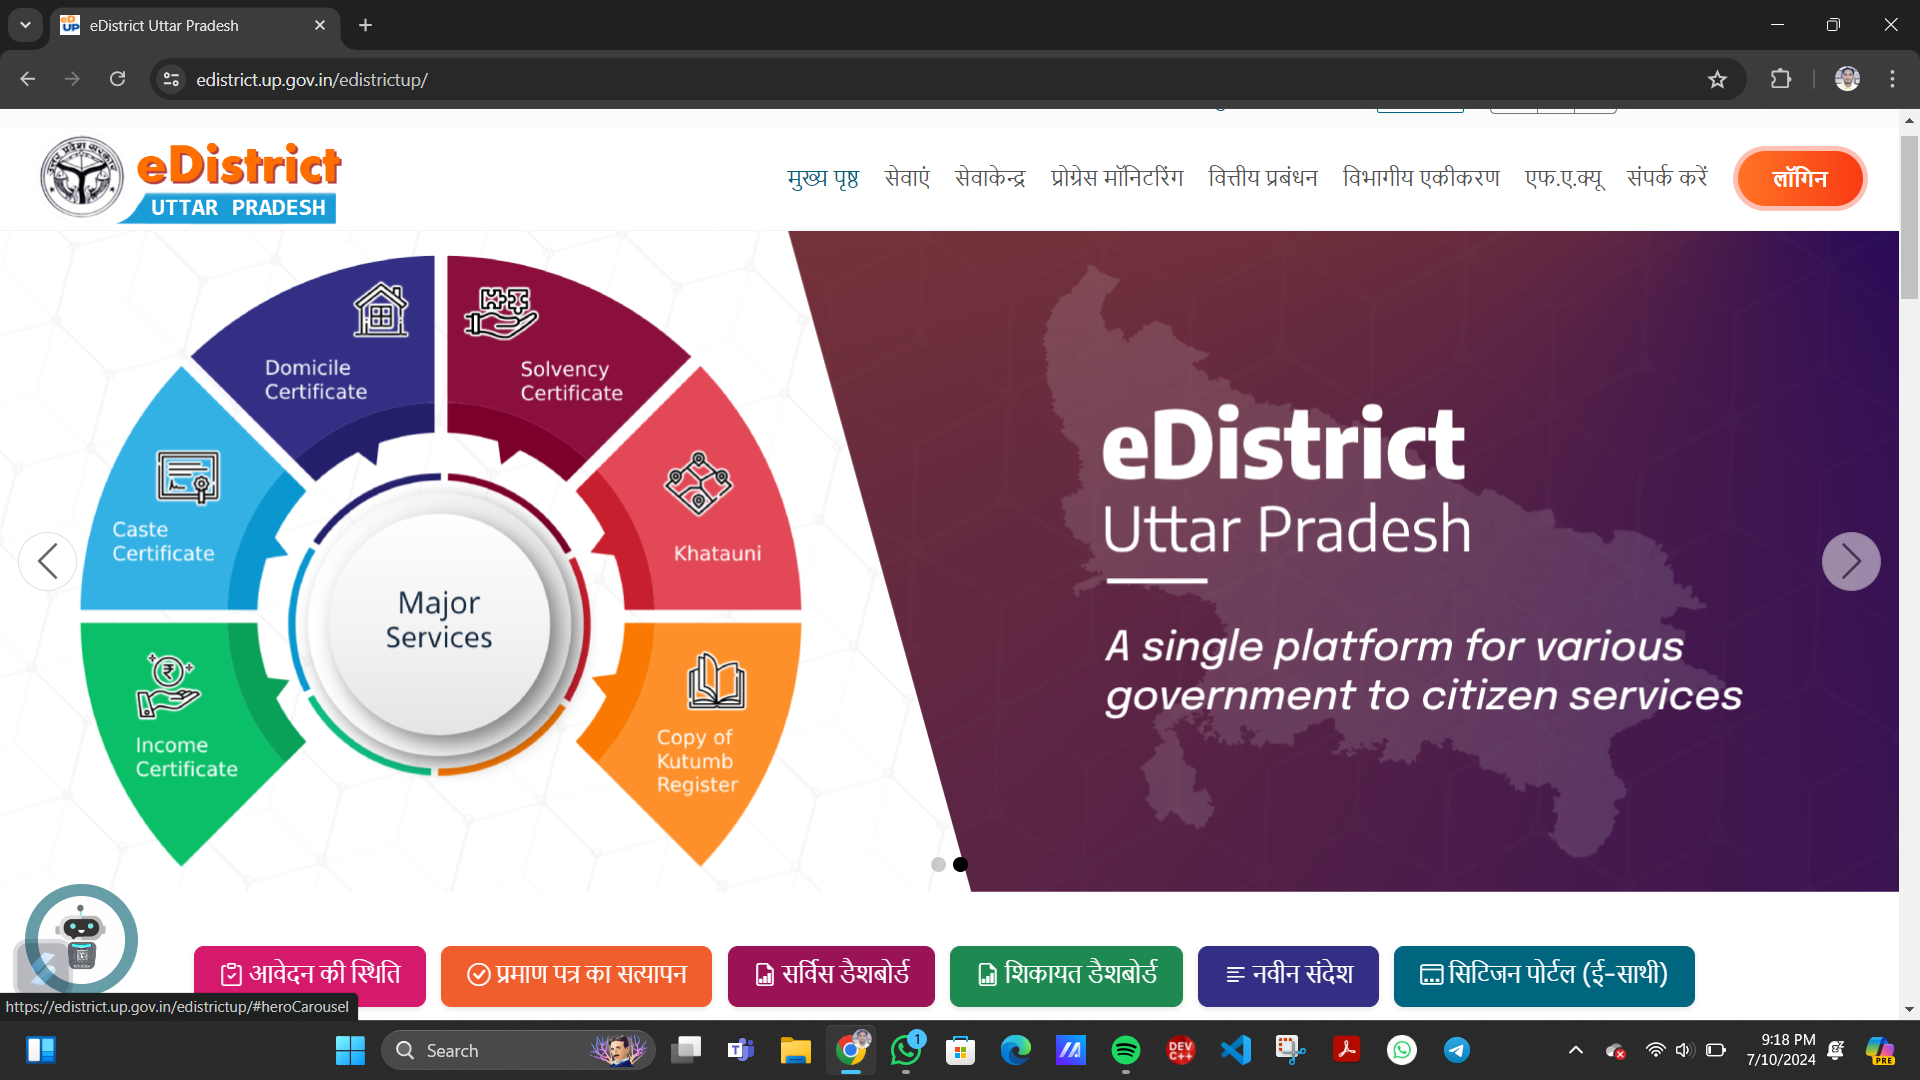 eDistrict Uttar Pradesh
edistrict.up.gov.in/edistrictup/
eDistrict
UTTAR PRADESH
मुख्य पृष्ठ
सेवाएं
सेवाकेन्द्र
प्रोग्रेस मॉनिटरिंग
वित्तीय प्रबंधन
विभागीय एकीकरण
एफ.ए.क्यू
संपर्क करें
लॉगिन
Domicile
Certificate
Solvency
Certificate
Caste
Certificate
Khatauni
Major
Services
Income
Certificate
Copy of
Kutumb
Register
eDistrict
Uttar Pradesh
A single platform for various
government to citizen services
आवेदन की स्थिति
प्रमाण पत्र का सत्यापन
सर्विस डैशबोर्ड
शिकायत डैशबोर्ड
नवीन संदेश
सिटिजन पोर्टल (ई-साथी)
https://edistrict.up.gov.in/edistrictup/#heroCarousel
Search
1
DEV
C++
9:18 PM
7/10/2024
PRE